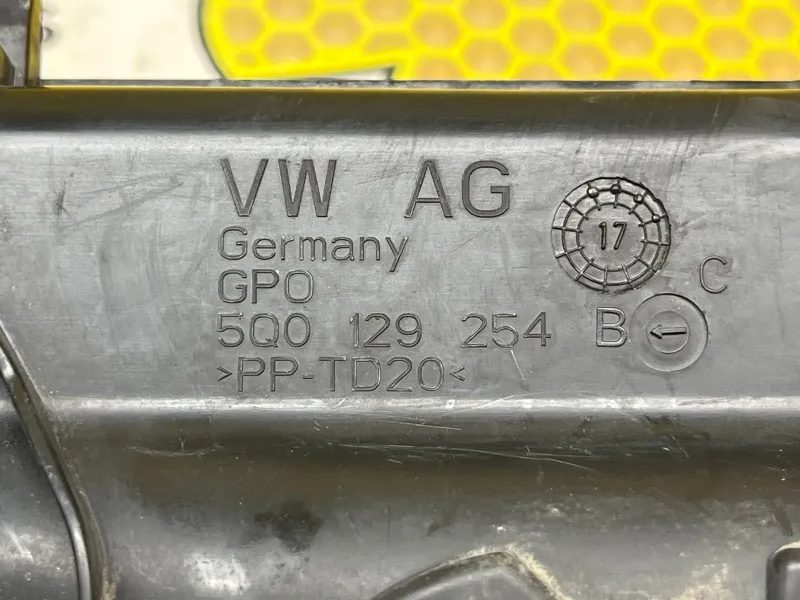 VW AG
17
Germany
GPO
C
5Q0 129 254 B
>PP-TD20<